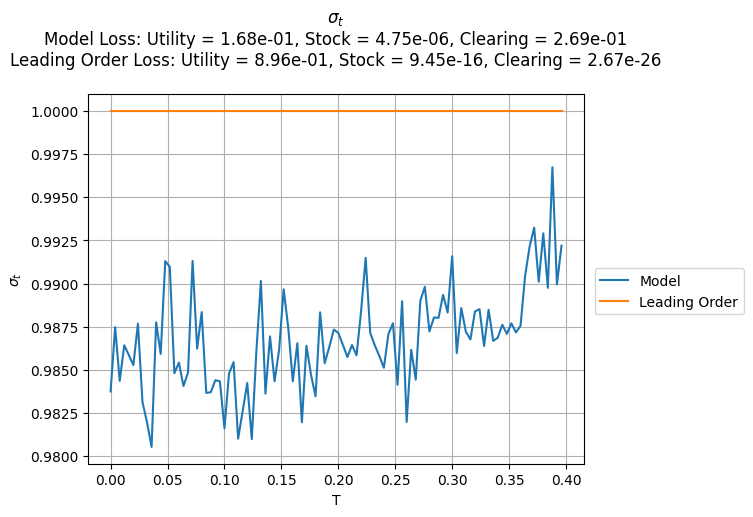 σ_t
Model Loss: Utility = 1.68e-01, Stock = 4.75e-06, Clearing = 2.69e-01
Leading Order Loss: Utility = 8.96e-01, Stock = 9.45e-16, Clearing = 2.67e-26
1.0000
0.9975
0.9950
0.9925
0.9900
0.9875
0.9850
0.9825
0.9800
σ_t
0.00 0.05 0.10 0.15 0.20 0.25 0.30 0.35 0.40
T
Model
Leading Order